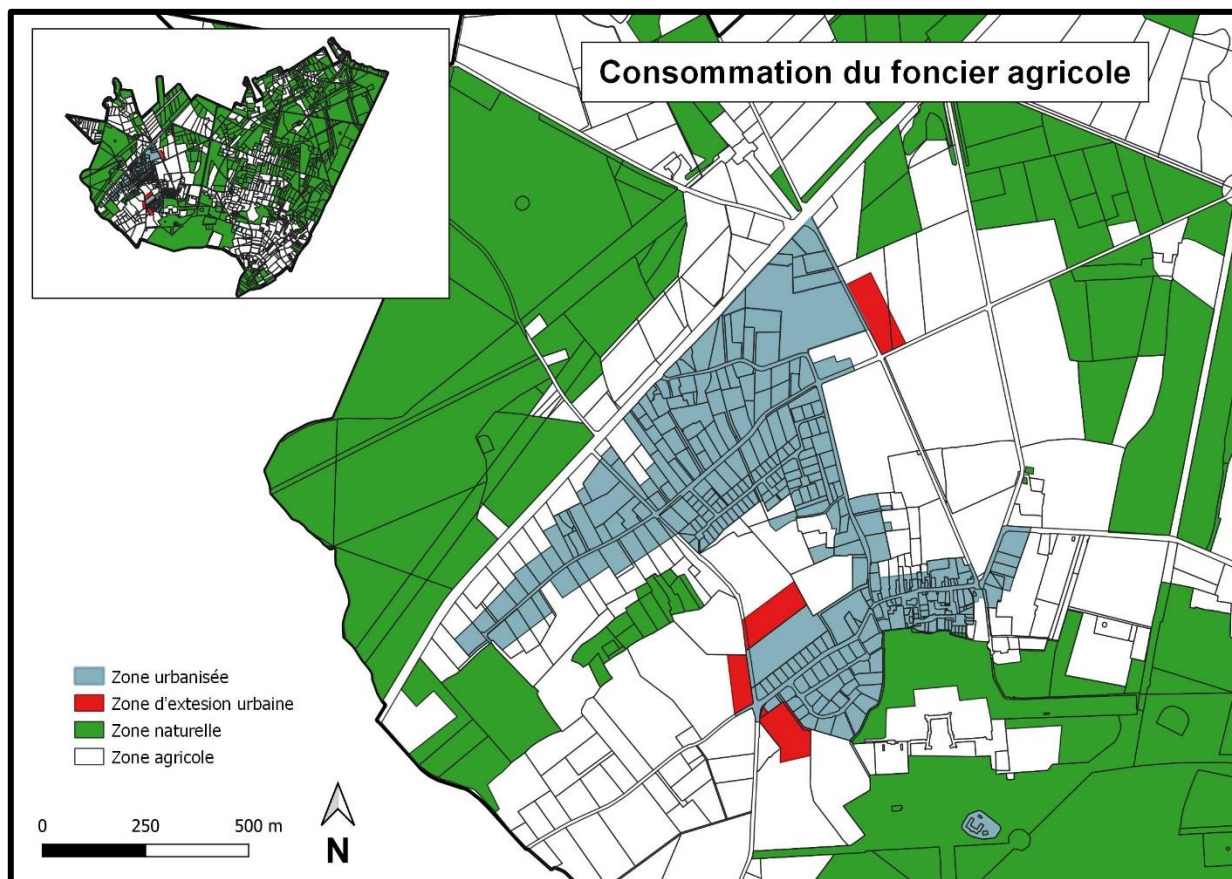 Consommation du foncier agricole
Zone urbanisée
Zone d'extesion urbaine
Zone naturelle
Zone agricole
0 250 500 m
N